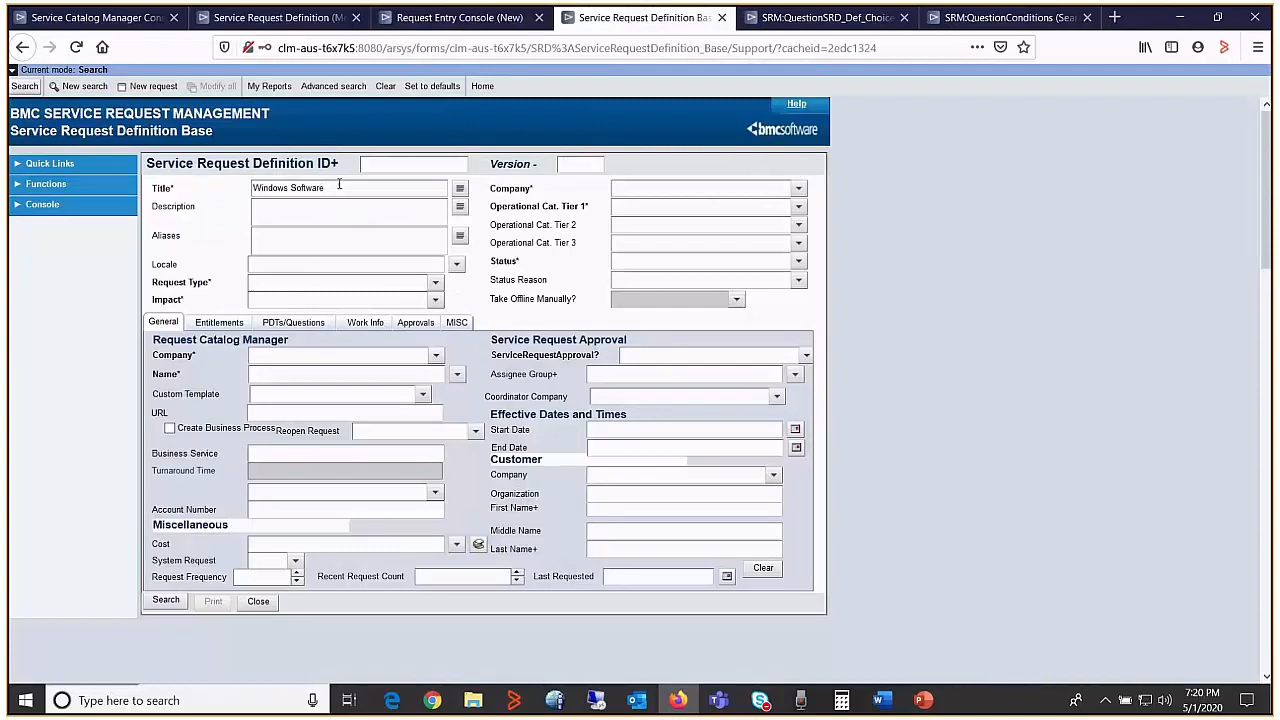 Service Catalog Manager Con
Service Request Definition (M
Request Entry Console (New)
Service Request Definition Bas
SRM:QuestionSRD_Def_Choice
SRM:QuestionConditions (Sea
clm-aus-t6x7k5:8080/arsys/forms/clm-aus-t6x7k5/SRD%3AServiceRequestDefinition_Base/Support/?cacheid=2edc1324
Current mode: Search
Search New search New request Modify all My Reports Advanced search Clear Set to defaults Home
Help
BMC SERVICE REQUEST MANAGEMENT
Service Request Definition Base
bmcsoftware
Quick Links
Functions
Console
Service Request Definition ID+ Version -
Title* Windows Software Company*
Description Operational Cat. Tier 1*
Operational Cat. Tier 2
Aliases Operational Cat. Tier 3
Locale Status*
Request Type* Status Reason
Impact* Take Offline Manually?
General Entitlements PDTs/Questions Work Info Approvals MISC
Request Catalog Manager Service Request Approval
Company* ServiceRequestApproval?
Name* Assignee Group+
Custom Template Coordinator Company
URL Effective Dates and Times
Create Business Process Reopen Request Start Date
End Date
Business Service Customer
Turnaround Time Company
Organization
Account Number First Name+
Miscellaneous Middle Name
Cost Last Name+
System Request Clear
Request Frequency Recent Request Count Last Requested
Search Print Close
Type here to search
7:20 PM
5/1/2020